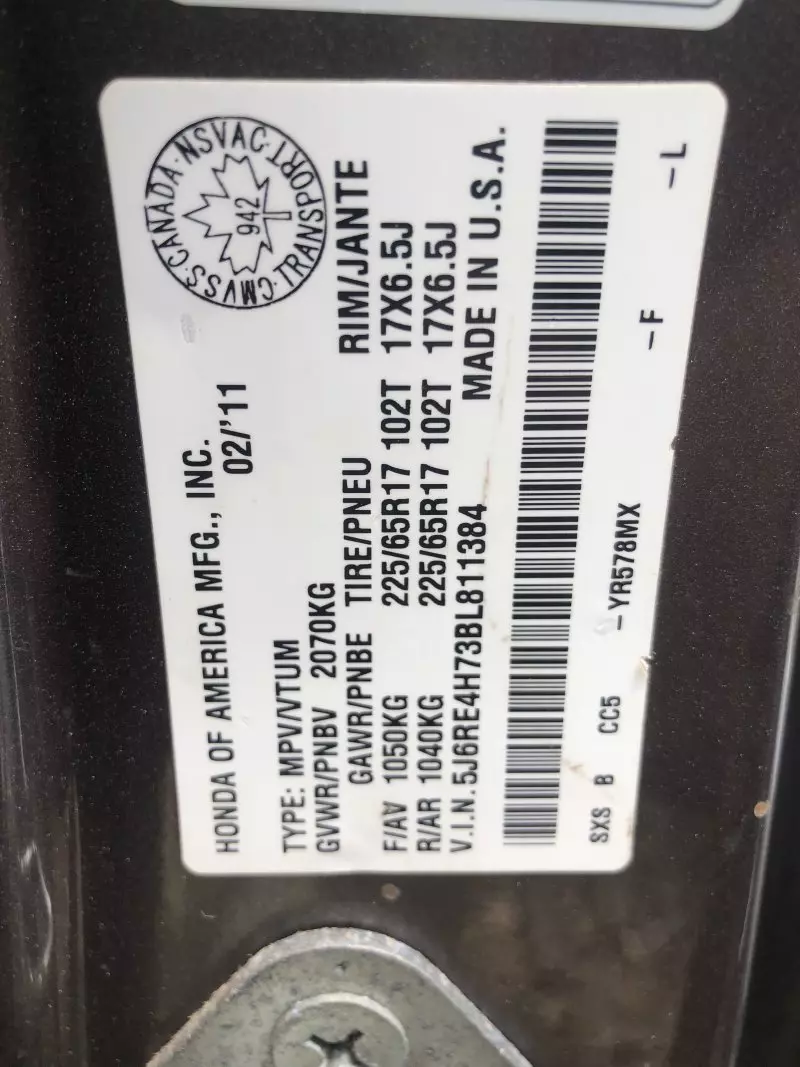 HONDA OF AMERICA MFG., INC.
02/'11
CMVSS·CANADA·NSVAC·TRANSPORT
942
TYPE: MPV/VTUM
GVWR/PNBV 2070KG
GAWR/PNBE TIRE/PNEU RIM/JANTE
F/AV 1050KG 225/65R17 102T 17X6.5J
R/AR 1040KG 225/65R17 102T 17X6.5J
V.I.N.5J6RE4H73BL811384 MADE IN U.S.A.
SXS B CC5 –YR578MX –F –L